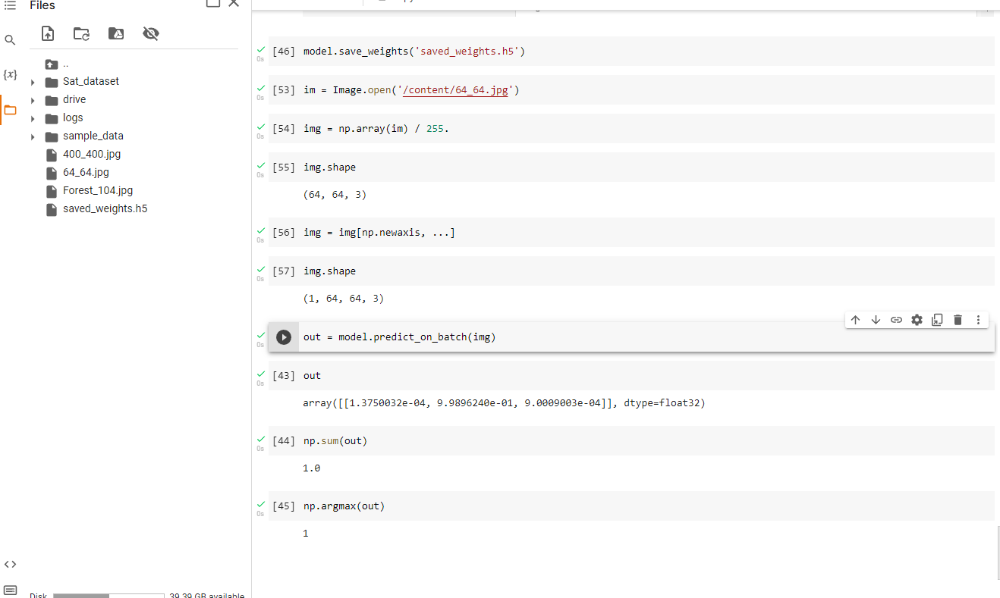 Files
{x}
..
Sat_dataset
drive
logs
sample_data
400_400.jpg
64_64.jpg
Forest_104.jpg
saved_weights.h5
Disk 39.39 GB available
[46] model.save_weights('saved_weights.h5')
0s
[53] im = Image.open('/content/64_64.jpg')
0s
[54] img = np.array(im) / 255.
0s
[55] img.shape
0s
(64, 64, 3)
[56] img = img[np.newaxis, ...]
0s
[57] img.shape
0s
(1, 64, 64, 3)
out = model.predict_on_batch(img)
0s
[43] out
0s
array([[1.3750032e-04, 9.9896240e-01, 9.0009003e-04]], dtype=float32)
[44] np.sum(out)
0s
1.0
[45] np.argmax(out)
0s
1